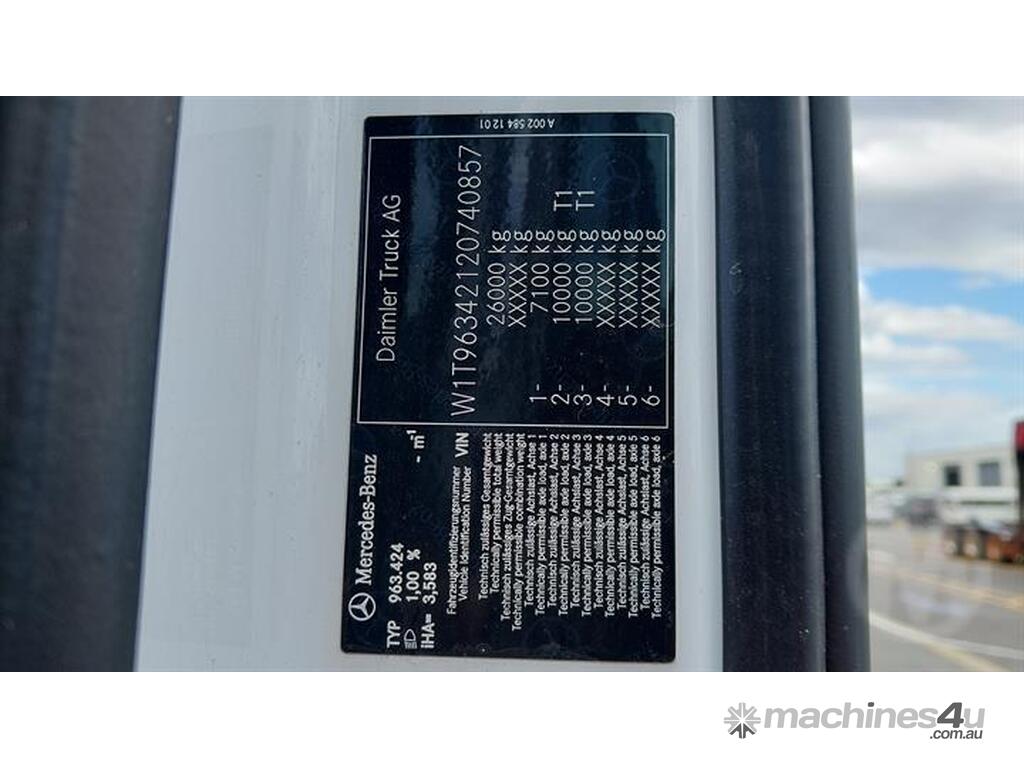 Mercedes-Benz
TYP 963.424
1,00 %
iHA= 3,583 - m⁻¹
Daimler Truck AG
Fahrzeugidentifizierungsnummer
Vehicle Identification Number VIN W1T96342120740857
Technisch zulässiges Gesamtgewicht
Technically permissible total weight 26000 kg
Technisch zulässiges Zug-Gesamtgewicht
Technically permissible combination weight XXXXX kg
Technisch zulässige Achslast, Achse 1
Technically permissible axle load, axle 1 1- 7100 kg
Technisch zulässige Achslast, Achse 2
Technically permissible axle load, axle 2 2- 10000 kg T1
Technisch zulässige Achslast, Achse 3
Technically permissible axle load, axle 3 3- 10000 kg T1
Technisch zulässige Achslast, Achse 4
Technically permissible axle load, axle 4 4- XXXXX kg
Technisch zulässige Achslast, Achse 5
Technically permissible axle load, axle 5 5- XXXXX kg
Technisch zulässige Achslast, Achse 6
Technically permissible axle load, axle 6 6- XXXXX kg
A 002 584 12 01
machines4u
.com.au